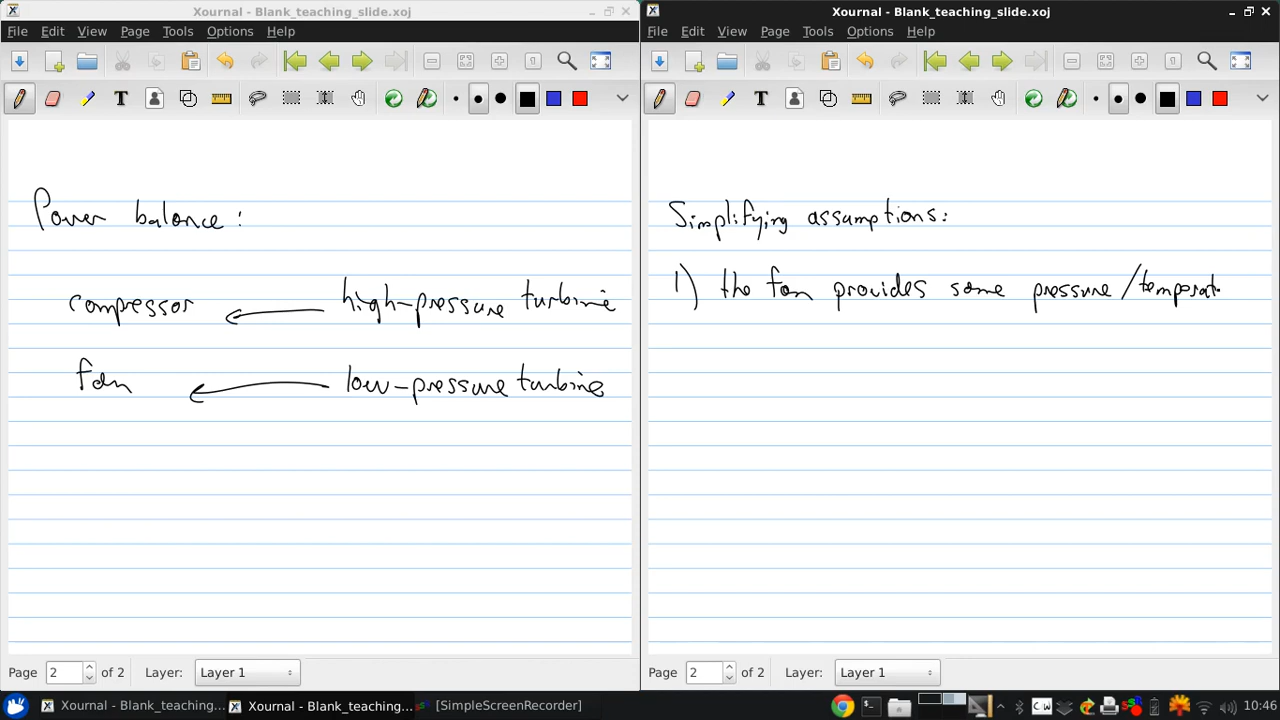 Xournal - Blank_teaching_slide.xoj
File Edit View Page Tools Options Help
Power balance:
compressor ← high-pressure turbine
fan ← low-pressure turbine
Page 2 of 2 Layer: Layer 1
Xournal - Blank_teaching_slide.xoj
File Edit View Page Tools Options Help
Simplifying assumptions:
1) the fan provides some pressure/temperat
Page 2 of 2 Layer: Layer 1
Xournal - Blank_teaching... Xournal - Blank_teaching... [SimpleScreenRecorder] 10:46